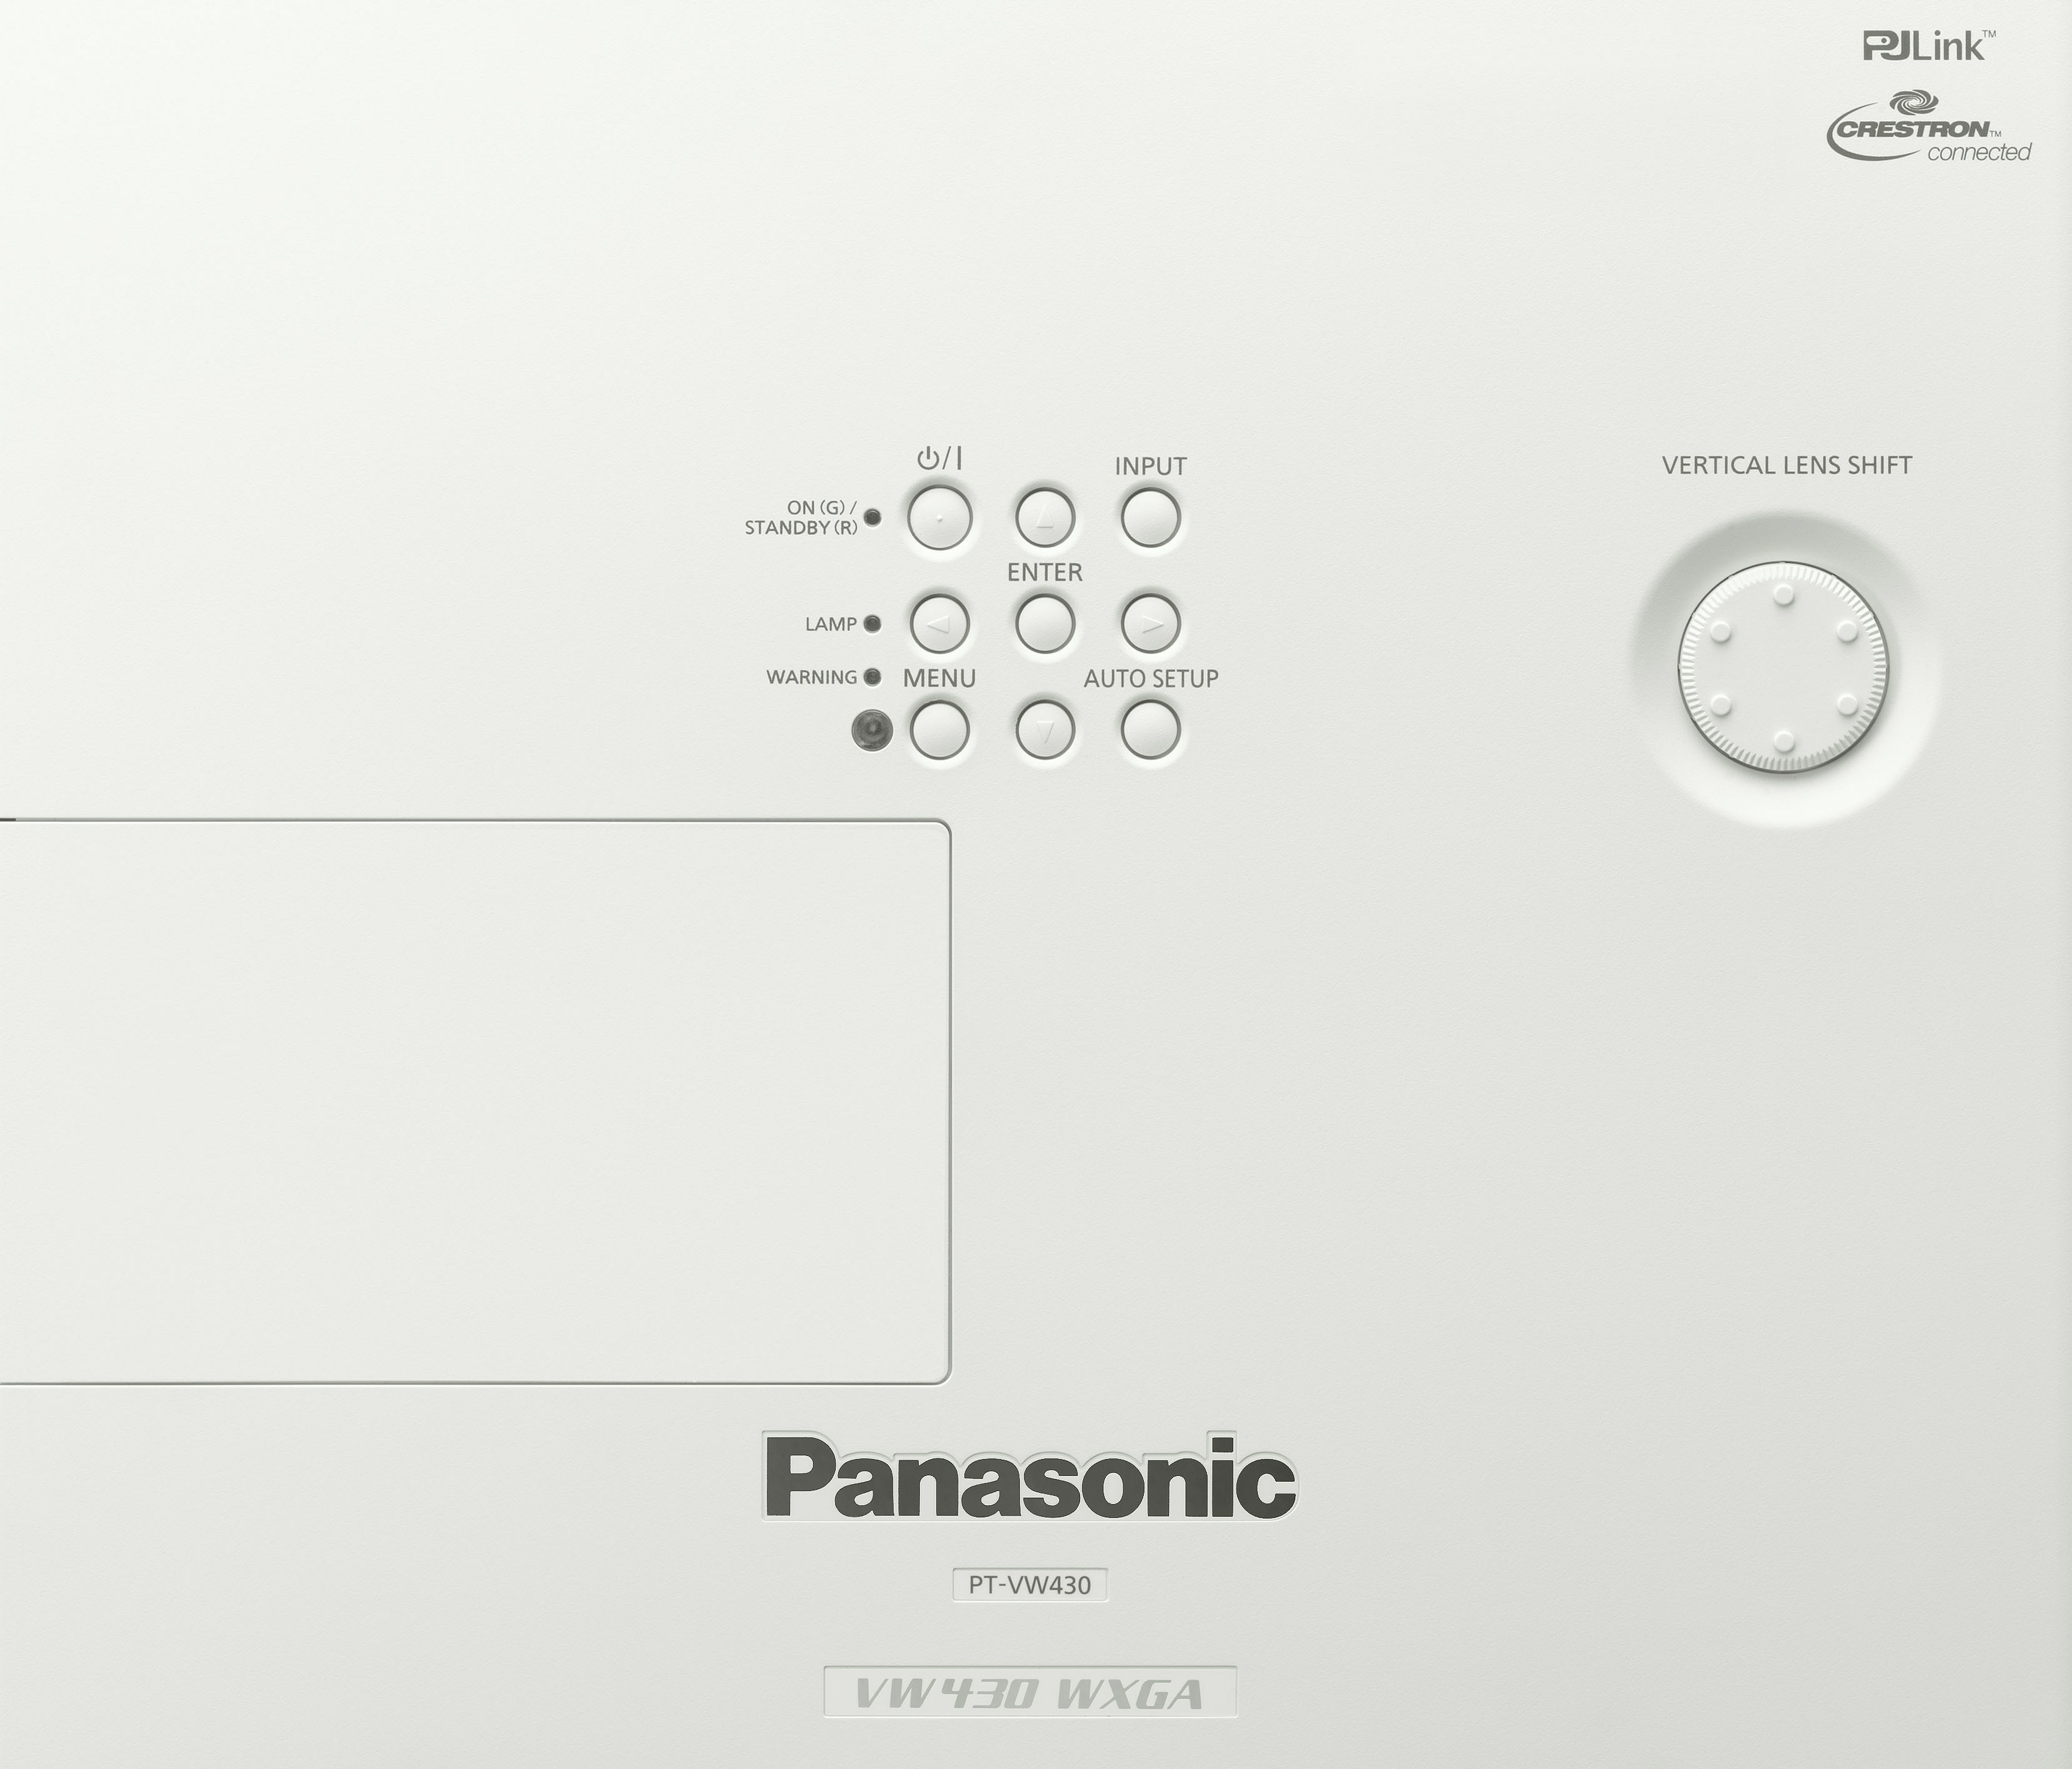 PJLink™
CRESTRON™
connected
⏻/I
INPUT
VERTICAL LENS SHIFT
ON (G) /
STANDBY (R)
ENTER
LAMP
WARNING
MENU
AUTO SETUP
Panasonic
PT-VW430
VW430 WXGA